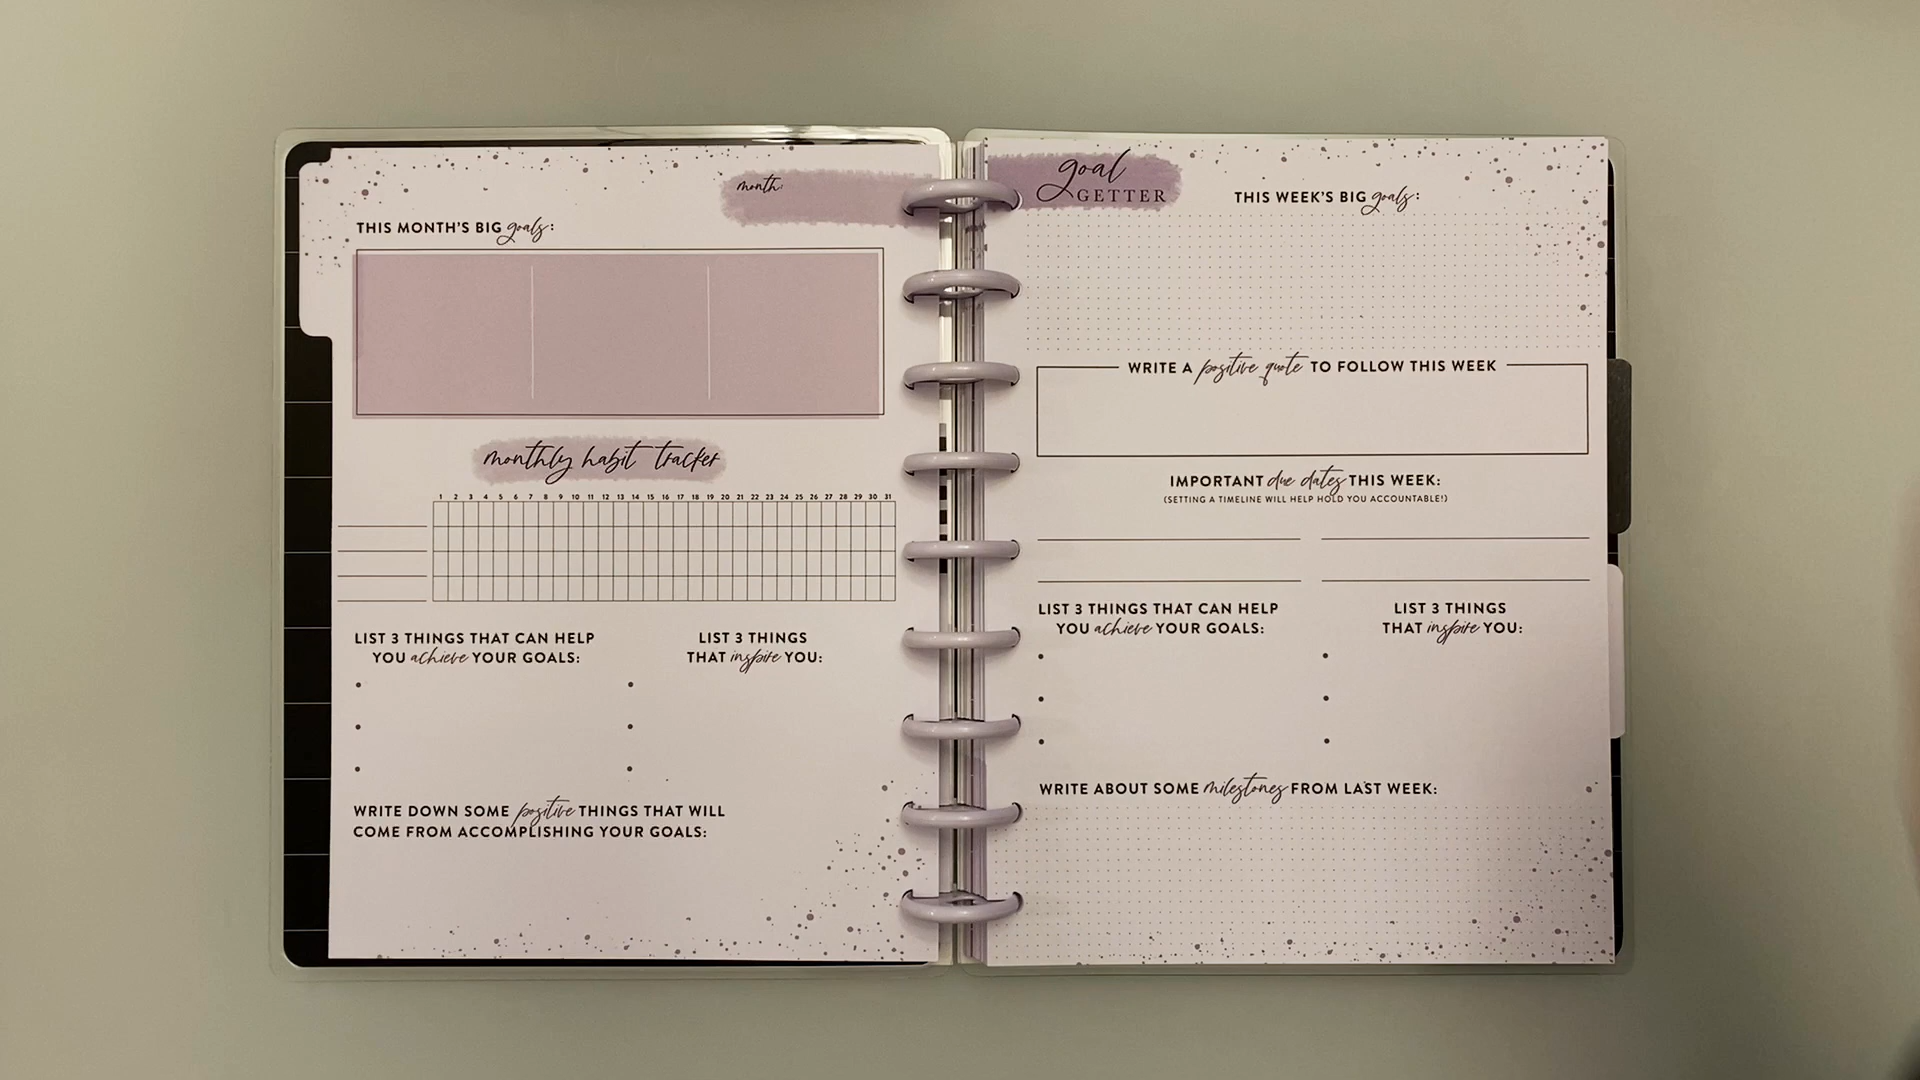 month:
THIS MONTH'S BIG goals:
monthly habit tracker
1 2 3 4 5 6 7 8 9 10 11 12 13 14 15 16 17 18 19 20 21 22 23 24 25 26 27 28 29 30 31
LIST 3 THINGS THAT CAN HELP
YOU achieve YOUR GOALS:
LIST 3 THINGS
THAT inspire YOU:
WRITE DOWN SOME positive THINGS THAT WILL
COME FROM ACCOMPLISHING YOUR GOALS:
goal
GETTER
THIS WEEK'S BIG goals:
WRITE A positive quote TO FOLLOW THIS WEEK
IMPORTANT due dates THIS WEEK:
(SETTING A TIMELINE WILL HELP HOLD YOU ACCOUNTABLE!)
LIST 3 THINGS THAT CAN HELP
YOU achieve YOUR GOALS:
LIST 3 THINGS
THAT inspire YOU:
WRITE ABOUT SOME milestones FROM LAST WEEK: